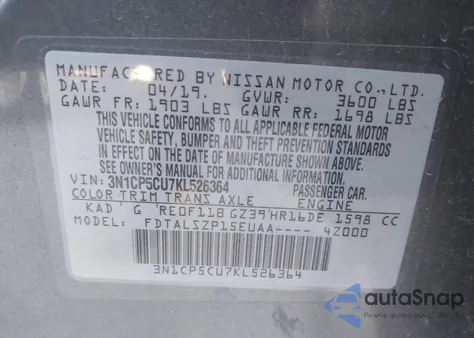 MANUFACTURED BY NISSAN MOTOR CO.,LTD.
DATE: 04/19. GVWR: 3600 LBS
GAWR FR: 1903 LBS GAWR RR: 1698 LBS
THIS VEHICLE CONFORMS TO ALL APPLICABLE FEDERAL MOTOR
VEHICLE SAFETY, BUMPER AND THEFT PREVENTION STANDARDS
IN EFFECT ON THE DATE OF MANUFACTURE SHOWN ABOVE. SEE
OWNER'S MANUAL FOR ADDITIONAL INFORMATION.
VIN: 3N1CP5CU7KL526364 PASSENGER CAR.
COLOR TRIM TRANS AXLE ENGINE
KAD G RE0F11B GZ39 HR16DE 1598 CC
MODEL: FDTALSZP15EUAA---- 4Z000
3N1CP5CU7KL526364
autoSnap